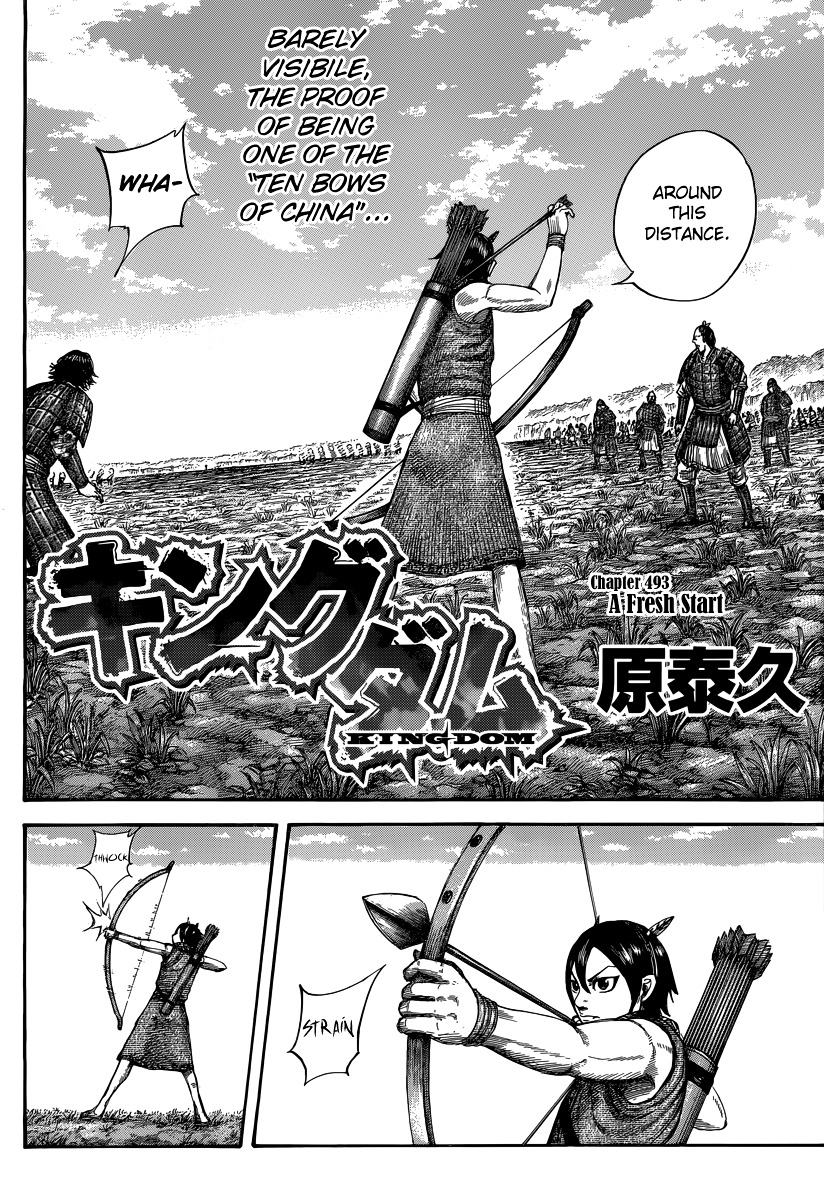 AROUND
THIS
DISTANCE.
BARELY
VISIBILE,
THE PROOF
OF BEING
ONE OF THE
"TEN BOWS
OF CHINA"...
WHA-
Chapter 493
A Fresh Start
キングダム
KINGDOM
原泰久
STRAIN
THWOCK